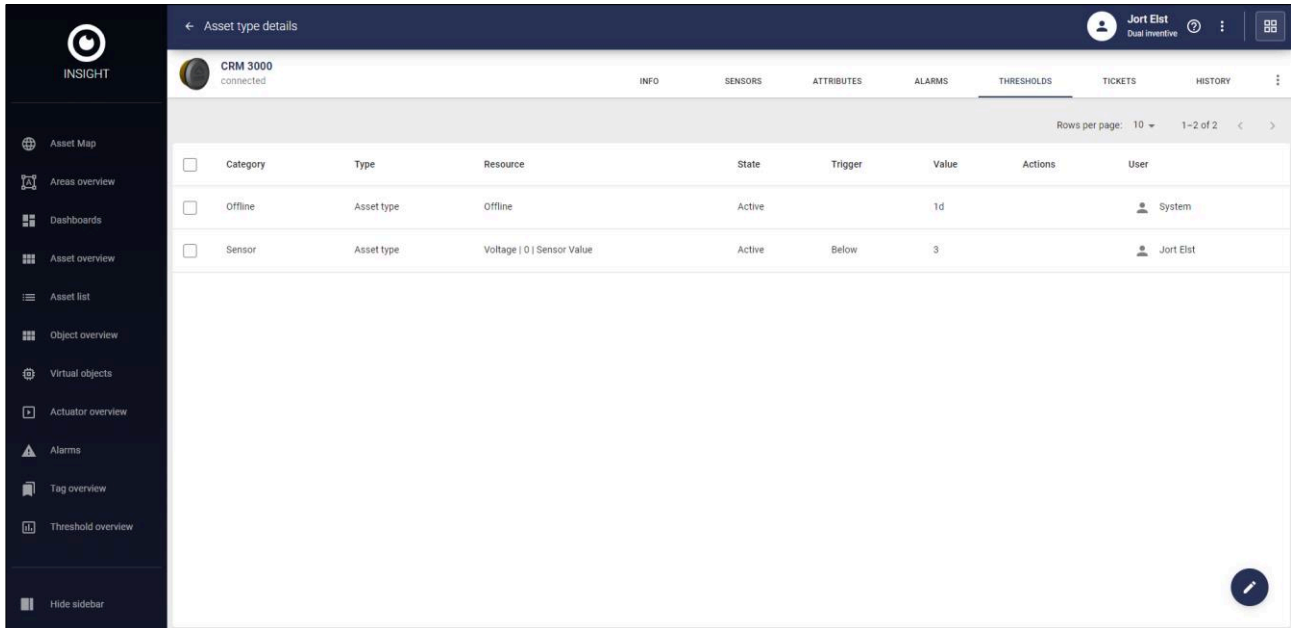 INSIGHT
Asset Map
Areas overview
Dashboards
Asset overview
Asset list
Object overview
Virtual objects
Actuator overview
Alarms
Tag overview
Threshold overview
Hide sidebar
Asset type details
Jort Elst
Dual inventive
CRM 3000
connected
INFO SENSORS ATTRIBUTES ALARMS THRESHOLDS TICKETS HISTORY
Rows per page: 10 1–2 of 2
Category Type Resource State Trigger Value Actions User
Offline Asset type Offline Active 1d System
Sensor Asset type Voltage | 0 | Sensor Value Active Below 3 Jort Elst